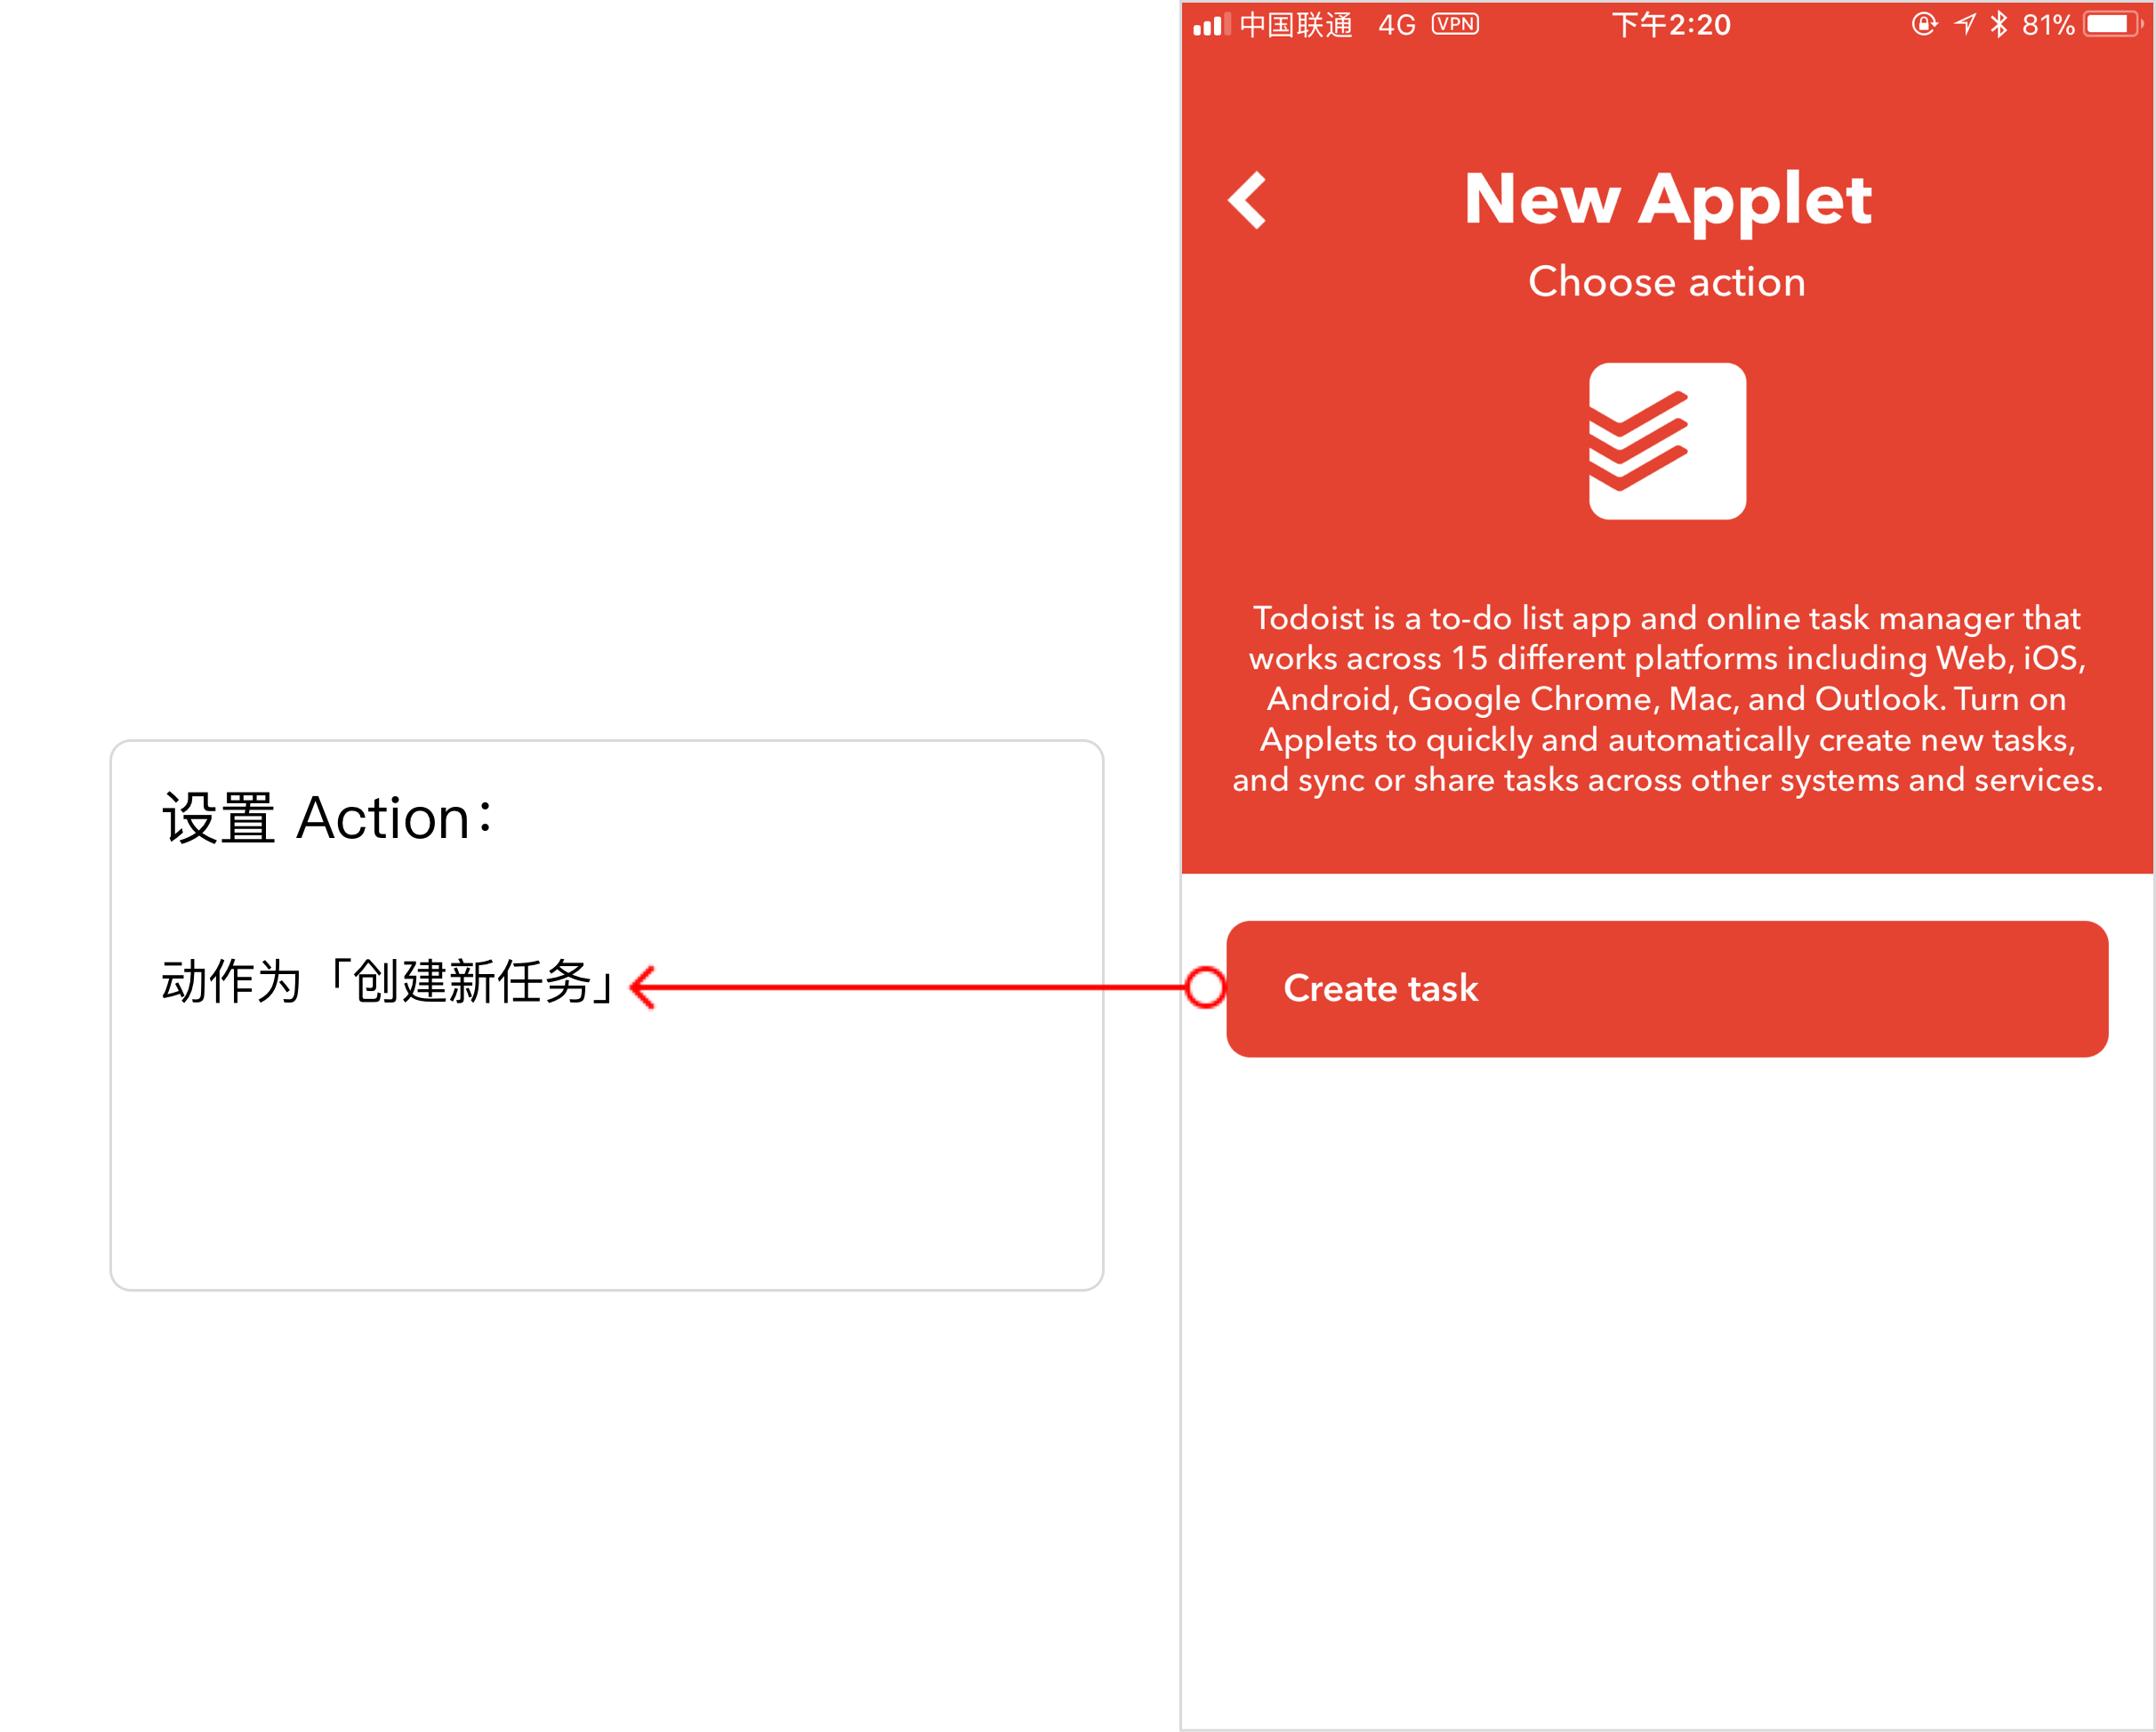 中国联通 4G VPN 下午2:20 81%
New Applet
Choose action
Todoist is a to-do list app and online task manager that
works across 15 different platforms including Web, iOS,
Android, Google Chrome, Mac, and Outlook. Turn on
Applets to quickly and automatically create new tasks,
and sync or share tasks across other systems and services.
设置 Action：
动作为「创建新任务」
Create task